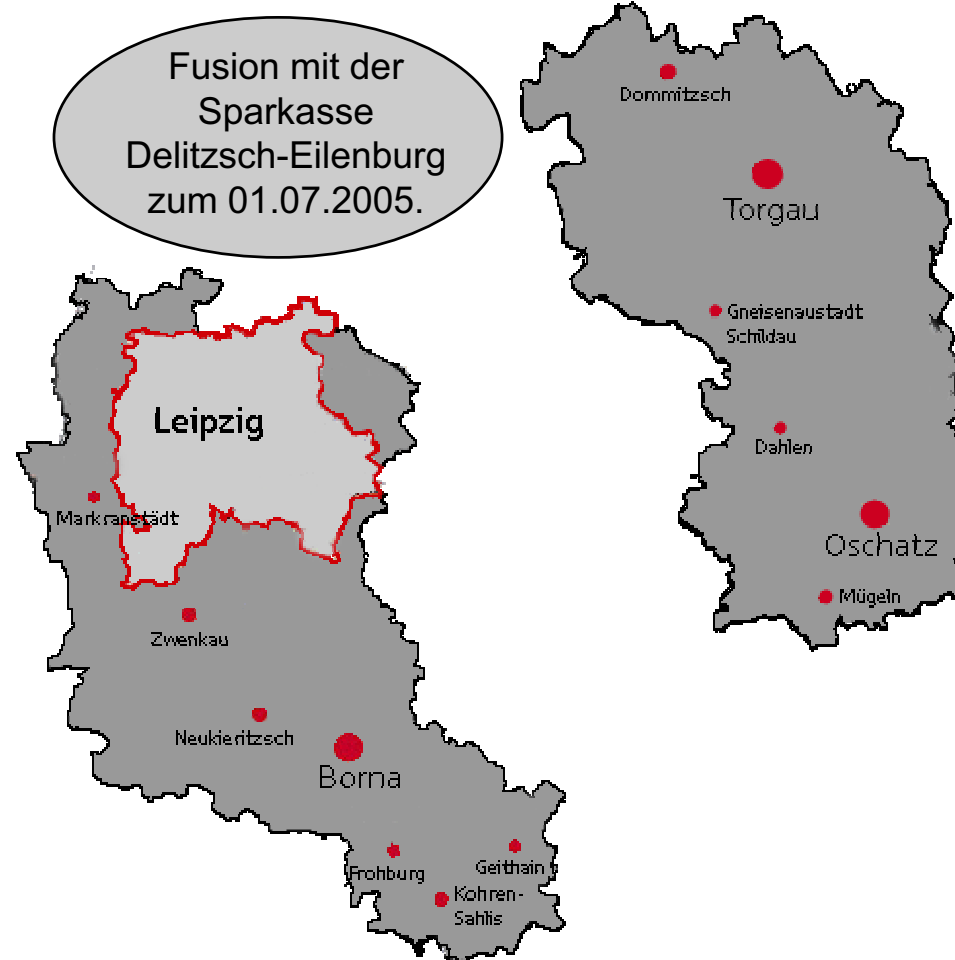 Fusion mit der
Sparkasse
Delitzsch-Eilenburg
zum 01.07.2005.
Dommitzsch
Torgau
Gneisenaustadt
Schildau
Dahlen
Oschatz
Mügeln
Leipzig
Markranstädt
Zwenkau
Neukieritzsch
Borna
Frohburg
Geithain
Kohren-
Sahlis